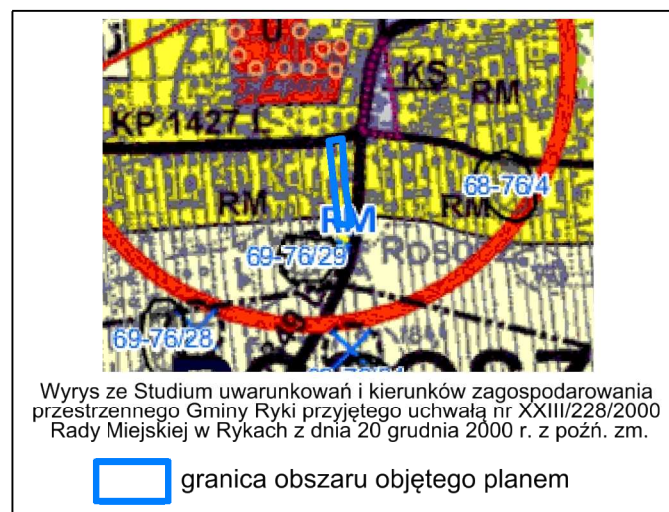 U
KS
RM
KP 1427 L
68-76/4
RM
RM
RM
69-76/29
69-76/28
Wyrys ze Studium uwarunkowań i kierunków zagospodarowania
przestrzennego Gminy Ryki przyjętego uchwałą nr XXIII/228/2000
Rady Miejskiej w Rykach z dnia 20 grudnia 2000 r. z poźń. zm.
granica obszaru objętego planem